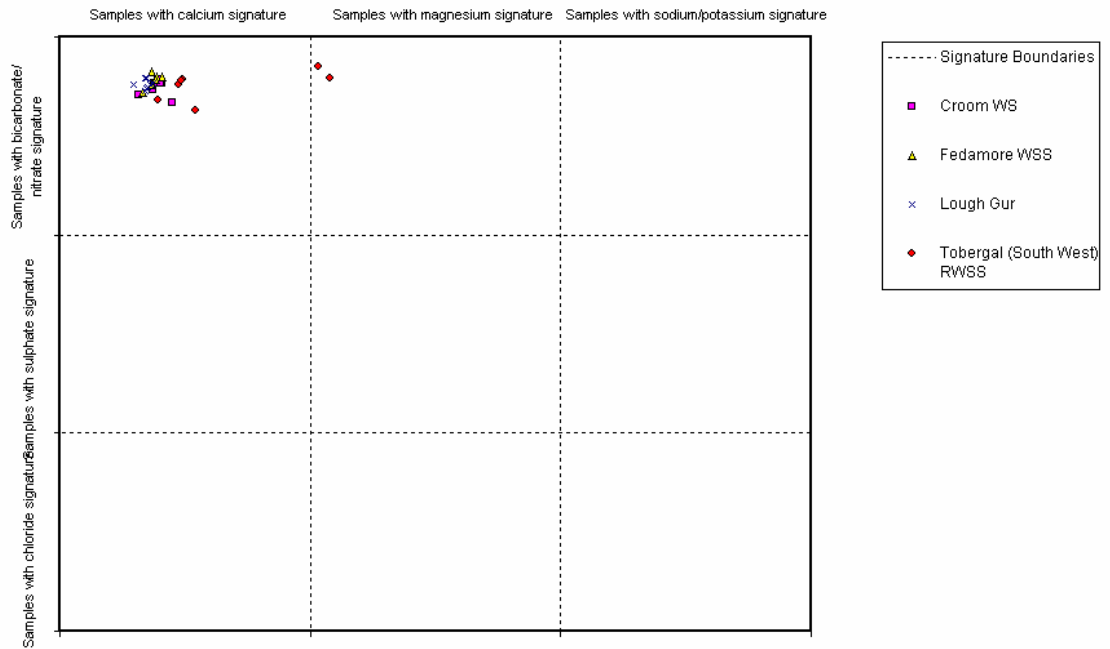 Samples with calcium signature
Samples with magnesium signature
Samples with sodium/potassium signature
Samples with bicarbonate/
nitrate signature
Samples with sulphate signature
Samples with chloride signature
Signature Boundaries
Croom WS
Fedamore WSS
Lough Gur
Tobergal (South West)
RWSS